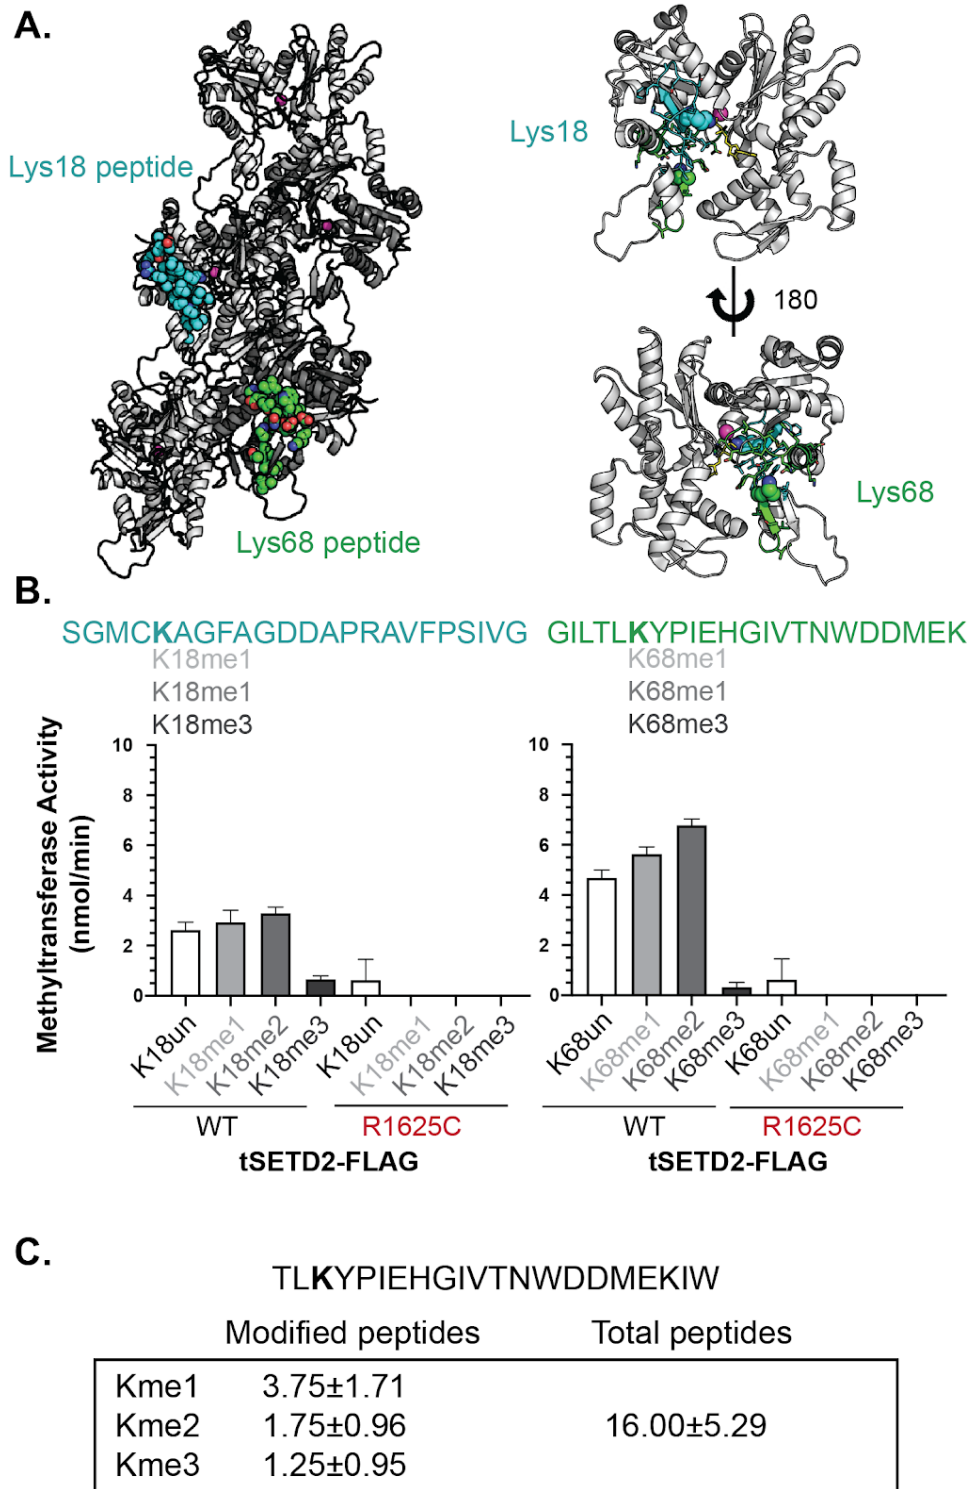 A.
Lys18 peptide
Lys68 peptide
Lys18
180
Lys68
B.
SGMCKAGFAGDDAPRAVFPSIVG
K18me1
K18me1
K18me3
GILTLKYPIEHGIVTNWDDMEK
K68me1
K68me1
K68me3
Methyltransferase Activity
(nmol/min)
10
8
6
4
2
0
K18un
K18me1
K18me2
K18me3
K18un
K18me1
K18me2
K18me3
WT
R1625C
tSETD2-FLAG
10
8
6
4
2
0
K68un
K68me1
K68me2
K68me3
K68un
K68me1
K68me2
K68me3
WT
R1625C
tSETD2-FLAG
C.
TLKYPIEHGIVTNWDDMEKIW
Modified peptides Total peptides
Kme1 3.75±1.71
Kme2 1.75±0.96 16.00±5.29
Kme3 1.25±0.95